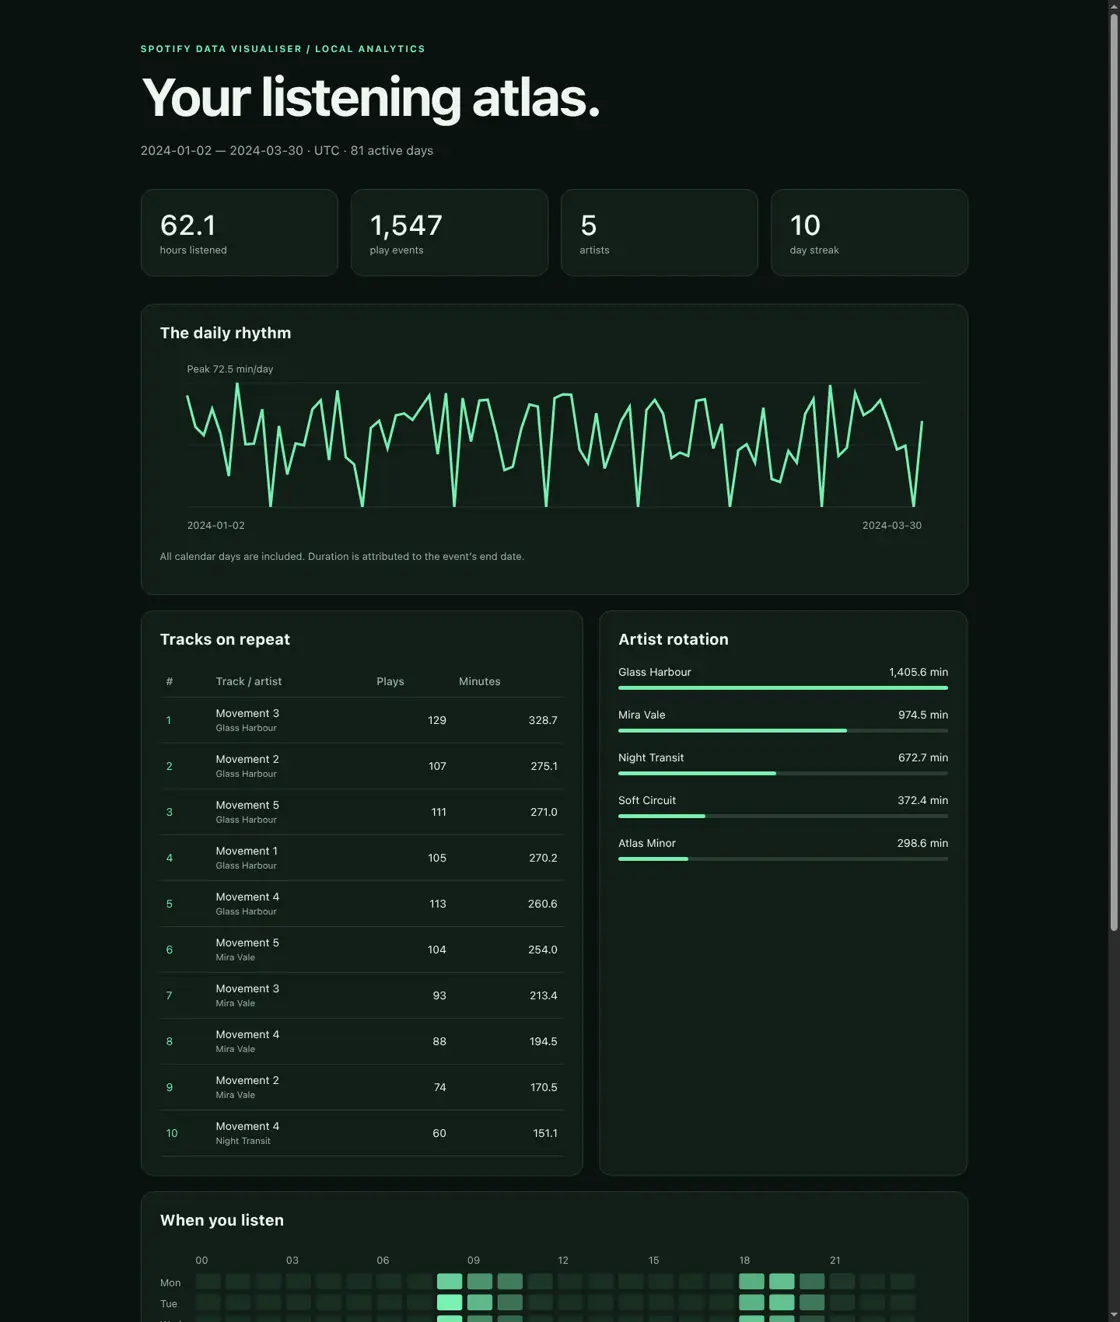 SPOTIFY DATA VISUALISER / LOCAL ANALYTICS
Your listening atlas.
2024-01-02 — 2024-03-30 · UTC · 81 active days
62.1
hours listened
1,547
play events
5
artists
10
day streak
The daily rhythm
Peak 72.5 min/day
2024-01-02
2024-03-30
All calendar days are included. Duration is attributed to the event's end date.
Tracks on repeat
# Track / artist Plays Minutes
1 Movement 3 129 328.7
Glass Harbour
2 Movement 2 107 275.1
Glass Harbour
3 Movement 5 111 271.0
Glass Harbour
4 Movement 1 105 270.2
Glass Harbour
5 Movement 4 113 260.6
Glass Harbour
6 Movement 5 104 254.0
Mira Vale
7 Movement 3 93 213.4
Mira Vale
8 Movement 4 88 194.5
Mira Vale
9 Movement 2 74 170.5
Mira Vale
10 Movement 4 60 151.1
Night Transit
Artist rotation
Glass Harbour 1,405.6 min
Mira Vale 974.5 min
Night Transit 672.7 min
Soft Circuit 372.4 min
Atlas Minor 298.6 min
When you listen
00 03 06 09 12 15 18 21
Mon
Tue